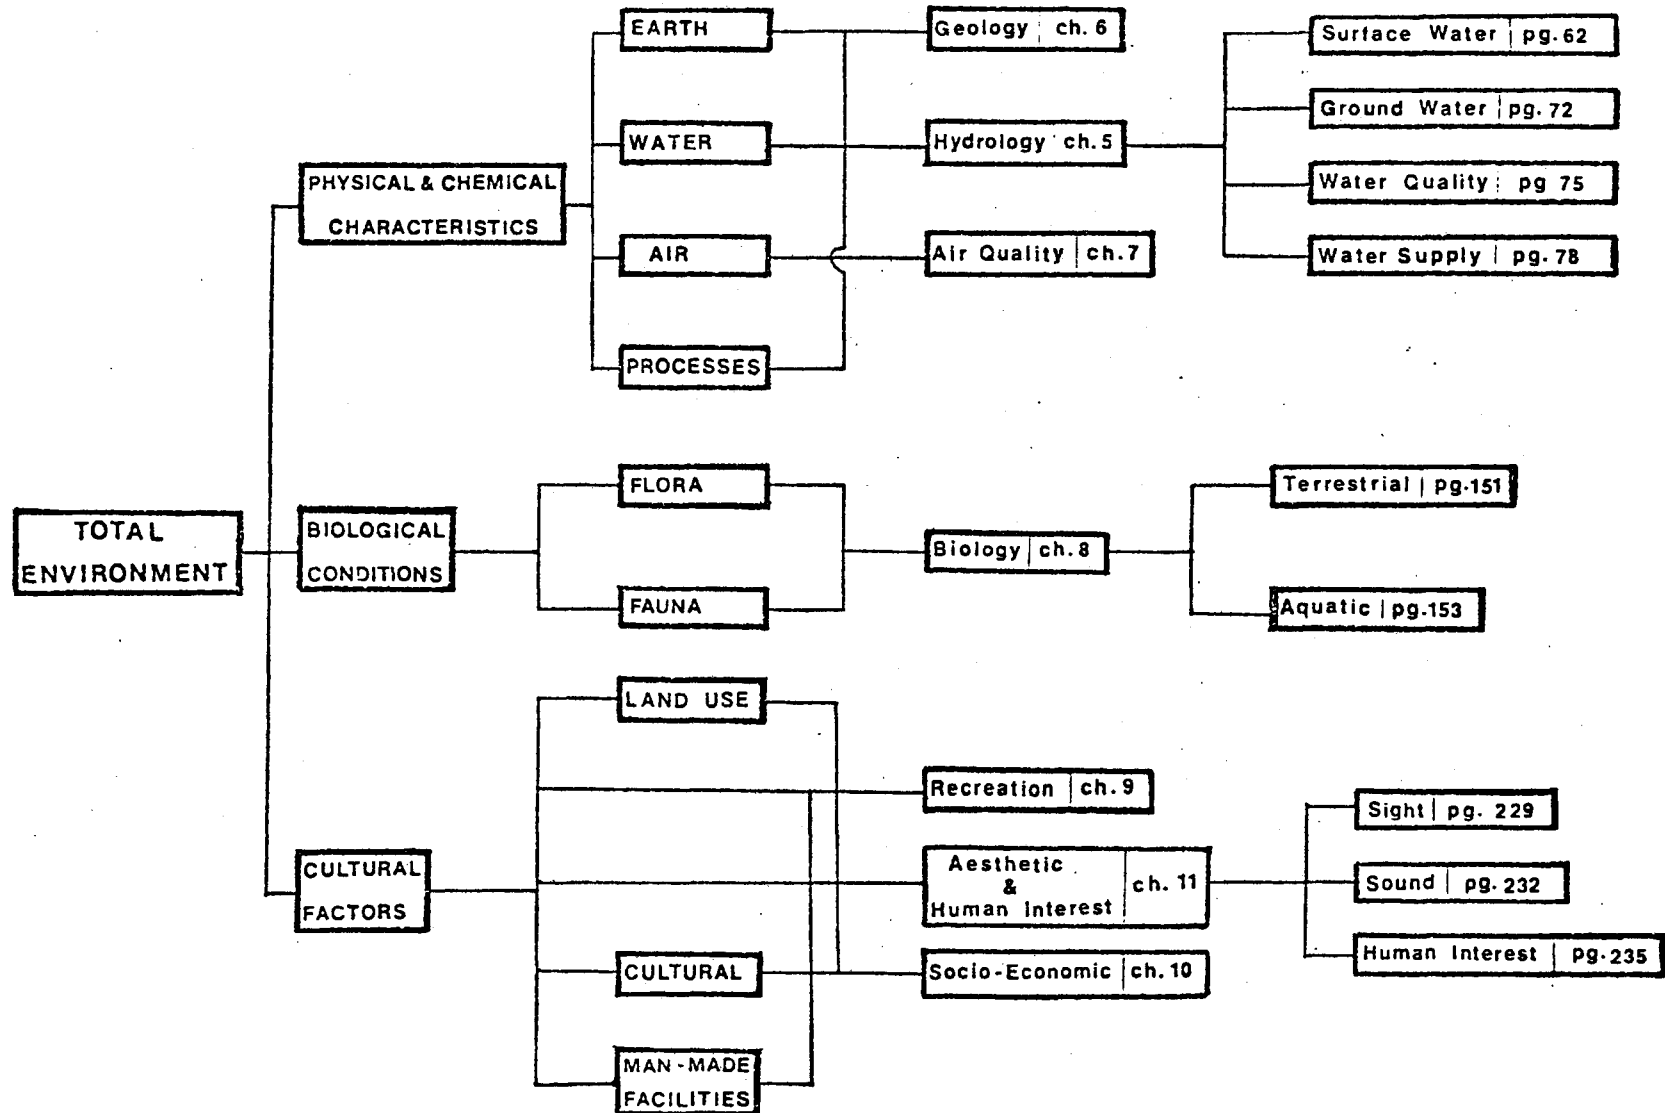 EARTH
Geology ch. 6
Surface Water pg. 62
Ground Water pg. 72
WATER
Hydrology ch. 5
Water Quality pg 75
PHYSICAL & CHEMICAL
CHARACTERISTICS
AIR
Air Quality ch. 7
Water Supply pg. 78
PROCESSES
FLORA
Terrestrial pg. 151
TOTAL
ENVIRONMENT
BIOLOGICAL
CONDITIONS
Biology ch. 8
FAUNA
Aquatic pg. 153
LAND USE
Recreation ch. 9
Sight pg. 229
CULTURAL
FACTORS
Aesthetic
&
Human Interest
ch. 11
Sound pg. 232
Human Interest pg. 235
CULTURAL
Socio-Economic ch. 10
MAN-MADE
FACILITIES